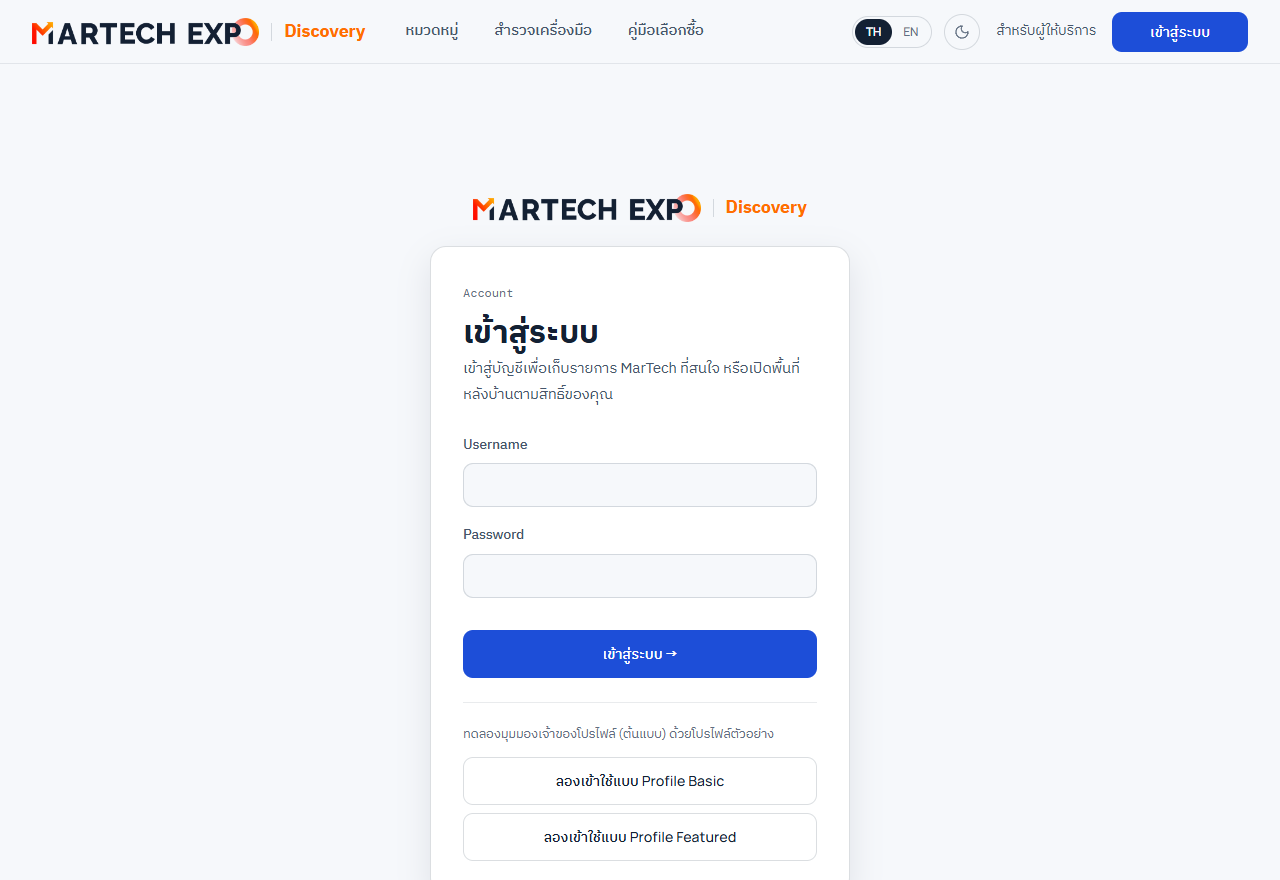 MARTECH EXPO Discovery หมวดหมู่ สำรวจเครื่องมือ คู่มือเลือกซื้อ TH EN สำหรับผู้ให้บริการ เข้าสู่ระบบ
MARTECH EXPO Discovery
Account
เข้าสู่ระบบ
เข้าสู่บัญชีเพื่อเก็บรายการ MarTech ที่สนใจ หรือเปิดพื้นที่
หลังบ้านตามสิทธิ์ของคุณ
Username
Password
เข้าสู่ระบบ →
ทดลองมุมมองเจ้าของโปรไฟล์ (ต้นแบบ) ด้วยโปรไฟล์ตัวอย่าง
ลองเข้าใช้แบบ Profile Basic
ลองเข้าใช้แบบ Profile Featured